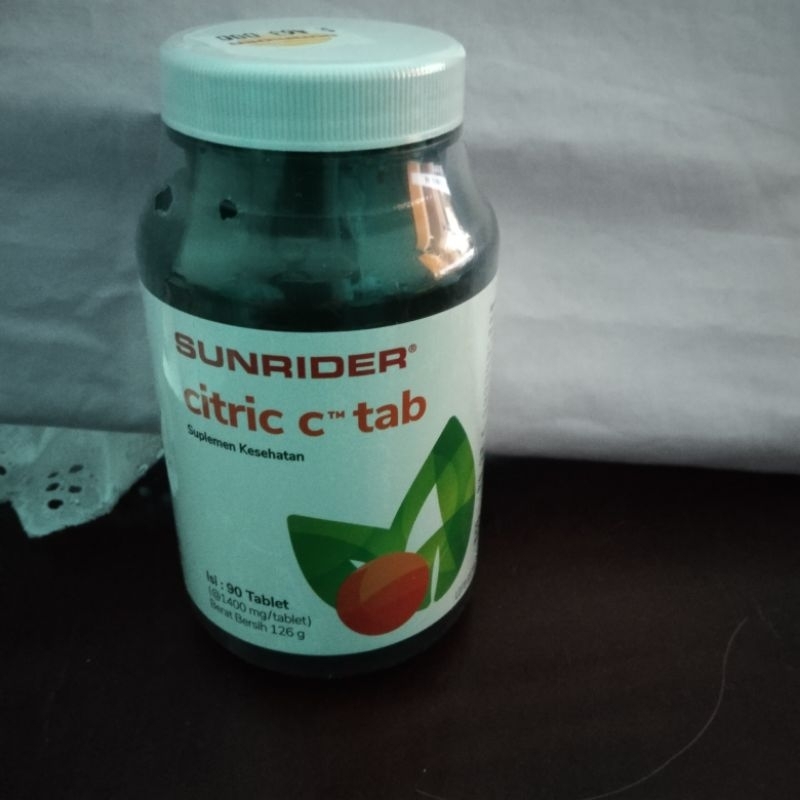 SUNRIDER®
citric c™ tab
Suplemen Kesehatan
Isi : 90 Tablet
(@1400 mg/tablet)
Berat Bersih 126 g